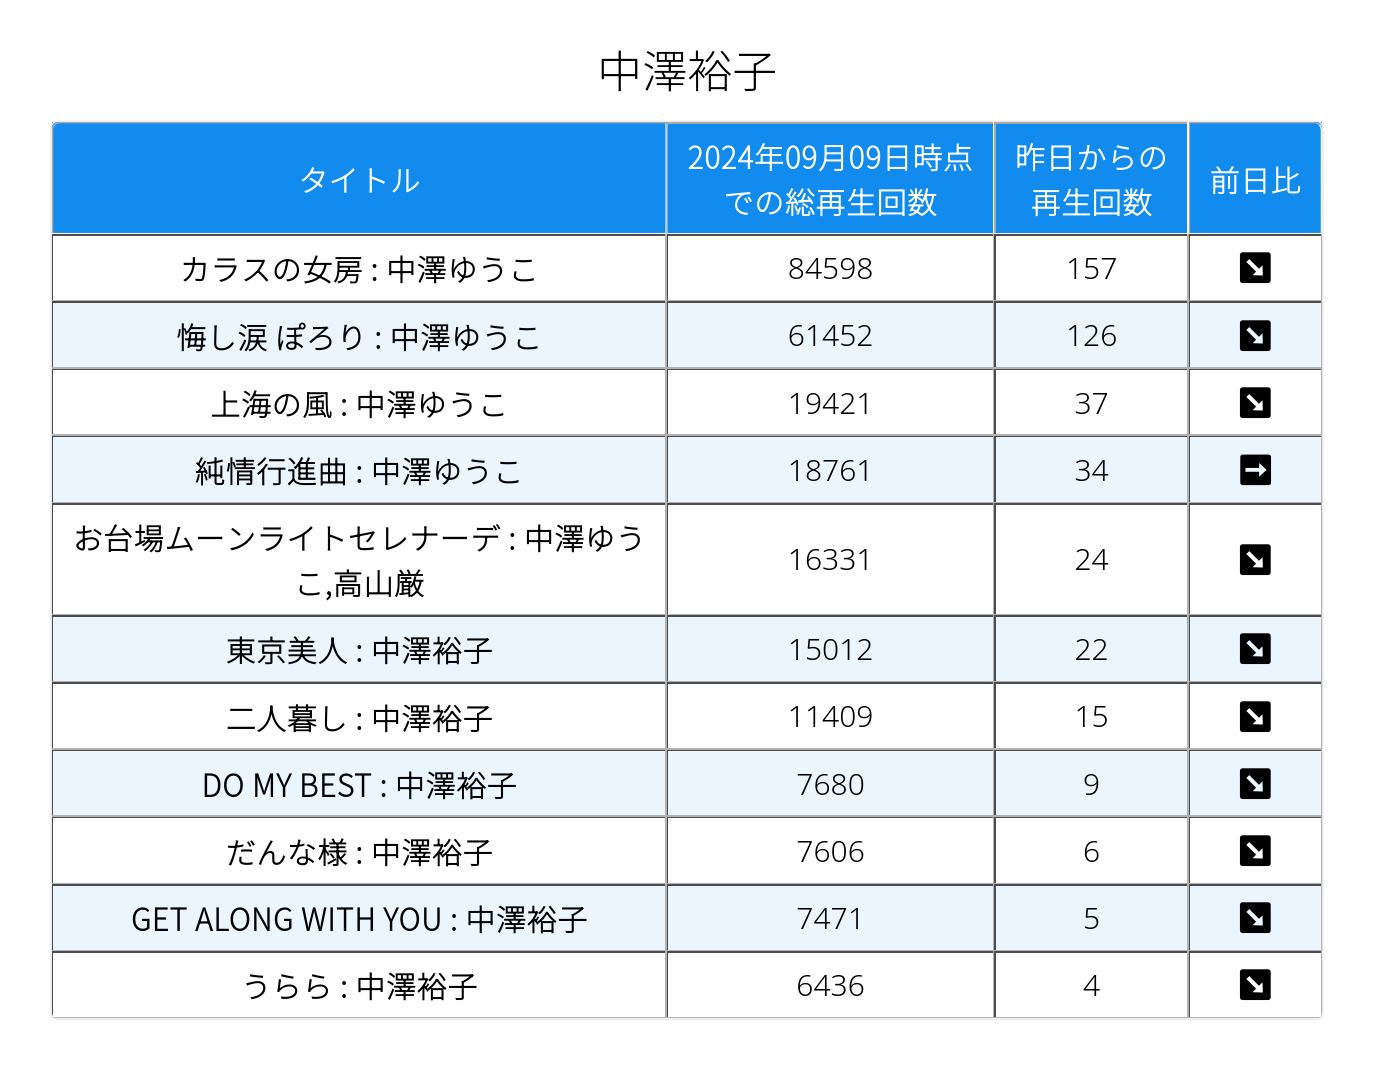 中澤裕子
タイトル
2024年09月09日時点
での総再生回数
昨日からの
再生回数
前日比
カラスの女房 : 中澤ゆうこ 84598 157 ↘
悔し涙 ぽろり : 中澤ゆうこ 61452 126 ↘
上海の風 : 中澤ゆうこ 19421 37 ↘
純情行進曲 : 中澤ゆうこ 18761 34 →
お台場ムーンライトセレナーデ : 中澤ゆう
こ,高山厳
16331 24 ↘
東京美人 : 中澤裕子 15012 22 ↘
二人暮し : 中澤裕子 11409 15 ↘
DO MY BEST : 中澤裕子 7680 9 ↘
だんな様 : 中澤裕子 7606 6 ↘
GET ALONG WITH YOU : 中澤裕子 7471 5 ↘
うらら : 中澤裕子 6436 4 ↘